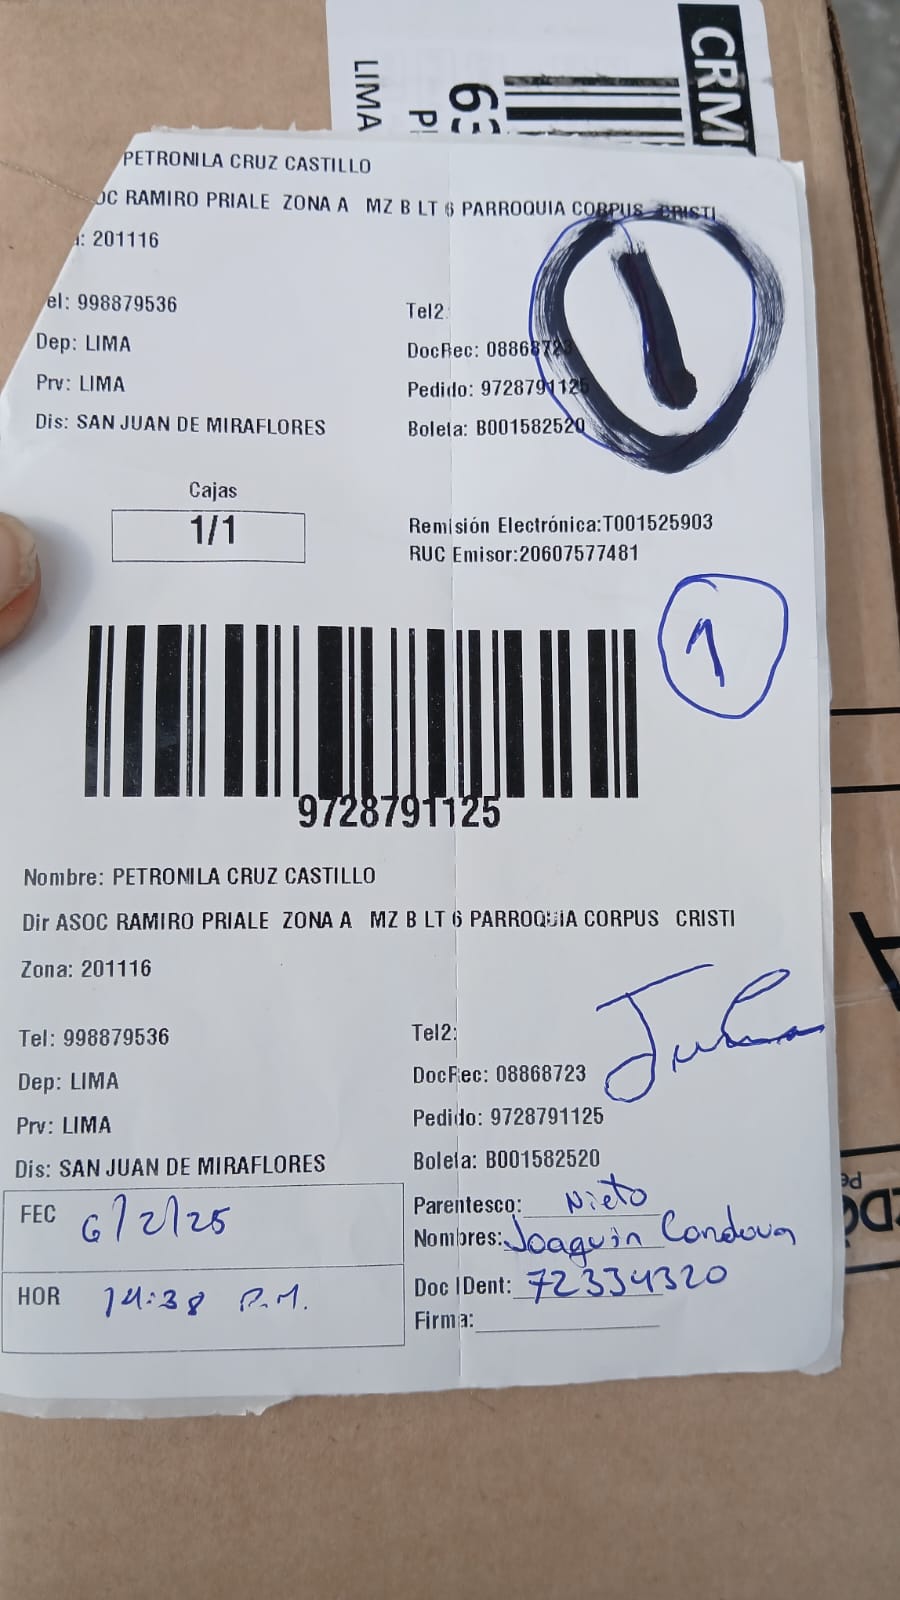 CRM
LIMA
PETRONILA CRUZ CASTILLO
OC RAMIRO PRIALE ZONA A MZ B LT 6 PARROQUIA CORPUS CRISTI
a: 201116
el: 998879536
Tel2:
Dep: LIMA
DocRec: 08868723
Prv: LIMA
Pedido: 9728791125
Dis: SAN JUAN DE MIRAFLORES
Boleta: B001582520
1
Cajas
1/1
Remisión Electrónica:T001525903
RUC Emisor:20607577481
1
9728791125
Nombre: PETRONILA CRUZ CASTILLO
Dir ASOC RAMIRO PRIALE ZONA A MZ B LT 6 PARROQUIA CORPUS CRISTI
Zona: 201116
Tel: 998879536
Tel2:
Dep: LIMA
DocRec: 08868723
Prv: LIMA
Pedido: 9728791125
Dis: SAN JUAN DE MIRAFLORES
Boleta: B001582520
FEC 6/2/25
Parentesco: Nieto
Nombres: Joaquin Condova
HOR 14:38 P.M.
Doc IDent: 72334320
Firma: